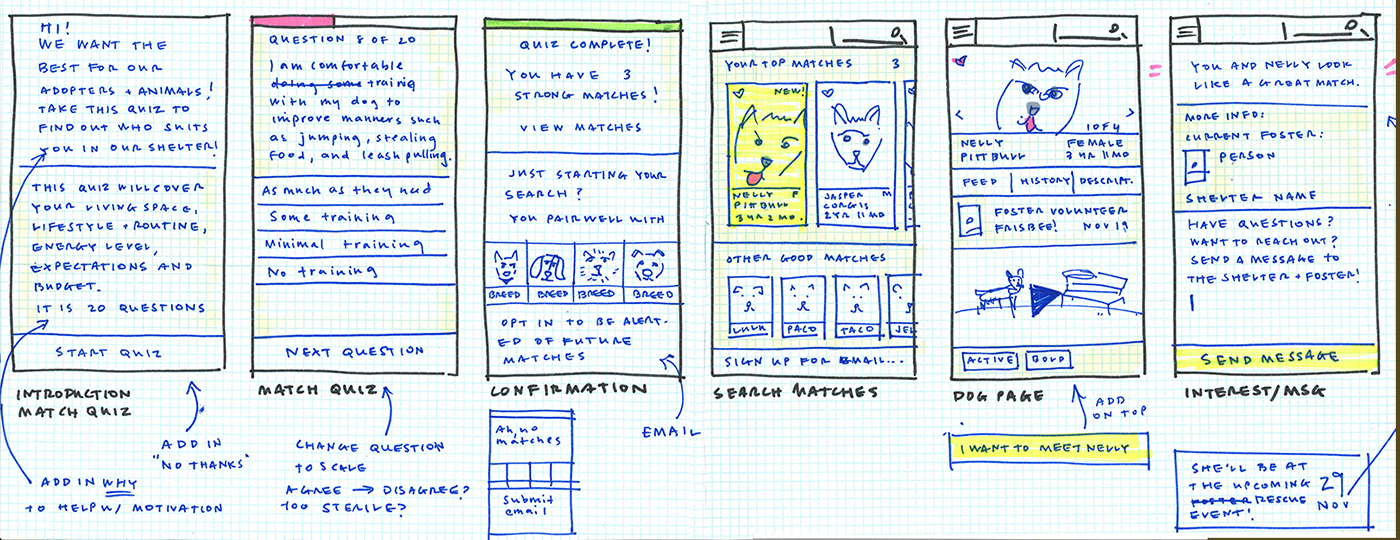 HI!
WE WANT THE
BEST FOR OUR
ADOPTERS + ANIMALS!
TAKE THIS QUIZ TO
FIND OUT WHO SUITS
YOU IN OUR SHELTER!
THIS QUIZ WILL COVER
YOUR LIVING SPACE,
LIFESTYLE + ROUTINE,
ENERGY LEVEL,
EXPECTATIONS AND
BUDGET.
IT IS 20 QUESTIONS
START QUIZ
INTRODUCTION
MATCH QUIZ
ADD IN
"NO THANKS"
ADD IN WHY
TO HELP W/ MOTIVATION
QUESTION 8 OF 20
I am comfortable
doing some training
with my dog to
improve manners such
as jumping, stealing
food, and leash pulling.
As much as they need
Some training
Minimal training
No training
NEXT QUESTION
MATCH QUIZ
CHANGE QUESTION
TO SCALE
AGREE → DISAGREE?
TOO STERILE?
QUIZ COMPLETE!
YOU HAVE 3
STRONG MATCHES!
VIEW MATCHES
JUST STARTING YOUR
SEARCH?
YOU PAIR WELL WITH
BREED BREED BREED BREED
OPT IN TO BE ALERT-
ED OF FUTURE
MATCHES
CONFIRMATION
EMAIL
Ah, no
matches
Submit
email
YOUR TOP MATCHES 3
NEW!
NELLY F
PITTBULL
3 YR 2 MO.
JASPER M
CORGIS
2 YR 11 MO
OTHER GOOD MATCHES
PACO
TACO
SIGN UP FOR EMAIL...
SEARCH MATCHES
1 OF 4
NELLY FEMALE
PITTBULL 3 YR 11 MO
FEED HISTORY DESCRIPT.
FOSTER VOLUNTEER
FRISBEE! NOV 19
ACTIVE BOLD
DOG PAGE
ADD
ON TOP
I WANT TO MEET NELLY
YOU AND NELLY LOOK
LIKE A GREAT MATCH.
MORE INFO:
CURRENT FOSTER:
PERSON
SHELTER NAME
HAVE QUESTIONS?
WANT TO REACH OUT?
SEND A MESSAGE TO
THE SHELTER + FOSTER!
SEND MESSAGE
INTEREST/MSG
SHE'LL BE AT
THE UPCOMING
FOSTER RESCUE
EVENT!
29
NOV